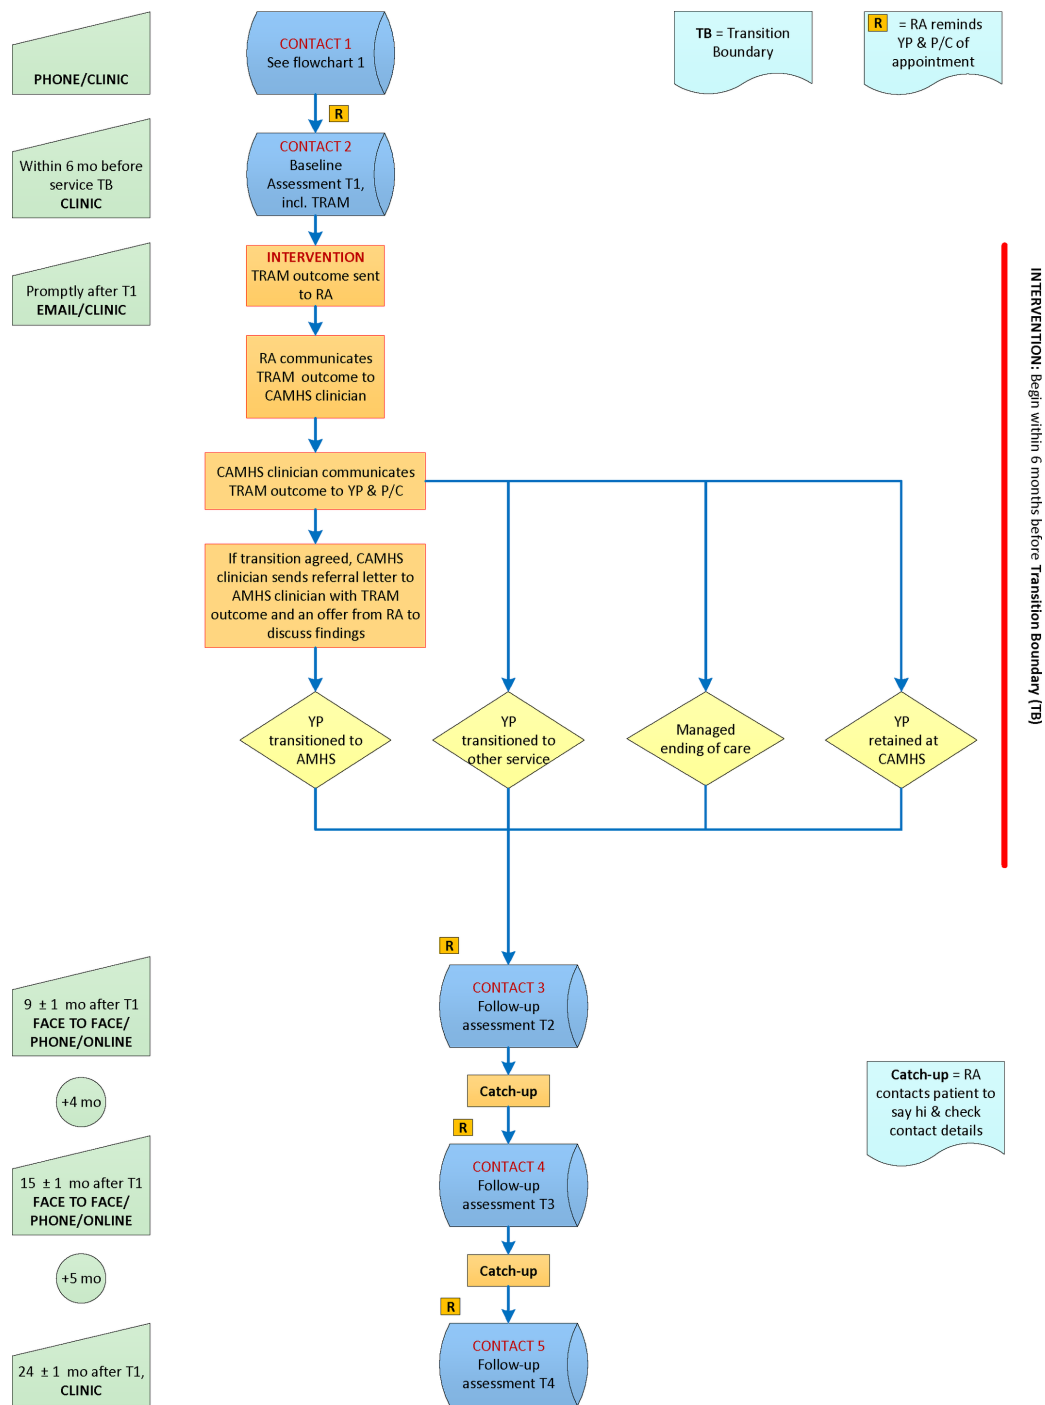 PHONE/CLINIC
CONTACT 1
See flowchart 1
TB = Transition
Boundary
R = RA reminds
YP & P/C of
appointment
R
Within 6 mo before
service TB
CLINIC
CONTACT 2
Baseline
Assessment T1,
incl. TRAM
Promptly after T1
EMAIL/CLINIC
INTERVENTION
TRAM outcome sent
to RA
RA communicates
TRAM outcome to
CAMHS clinician
CAMHS clinician communicates
TRAM outcome to YP & P/C
If transition agreed, CAMHS
clinician sends referral letter to
AMHS clinician with TRAM
outcome and an offer from RA to
discuss findings
YP
transitioned to
AMHS
YP
transitioned to
other service
Managed
ending of care
YP
retained at
CAMHS
INTERVENTION: Begin within 6 months before Transition Boundary (TB)
R
9 ± 1 mo after T1
FACE TO FACE/
PHONE/ONLINE
CONTACT 3
Follow-up
assessment T2
+4 mo
Catch-up
Catch-up = RA
contacts patient to
say hi & check
contact details
R
15 ± 1 mo after T1
FACE TO FACE/
PHONE/ONLINE
CONTACT 4
Follow-up
assessment T3
+5 mo
Catch-up
R
24 ± 1 mo after T1,
CLINIC
CONTACT 5
Follow-up
assessment T4